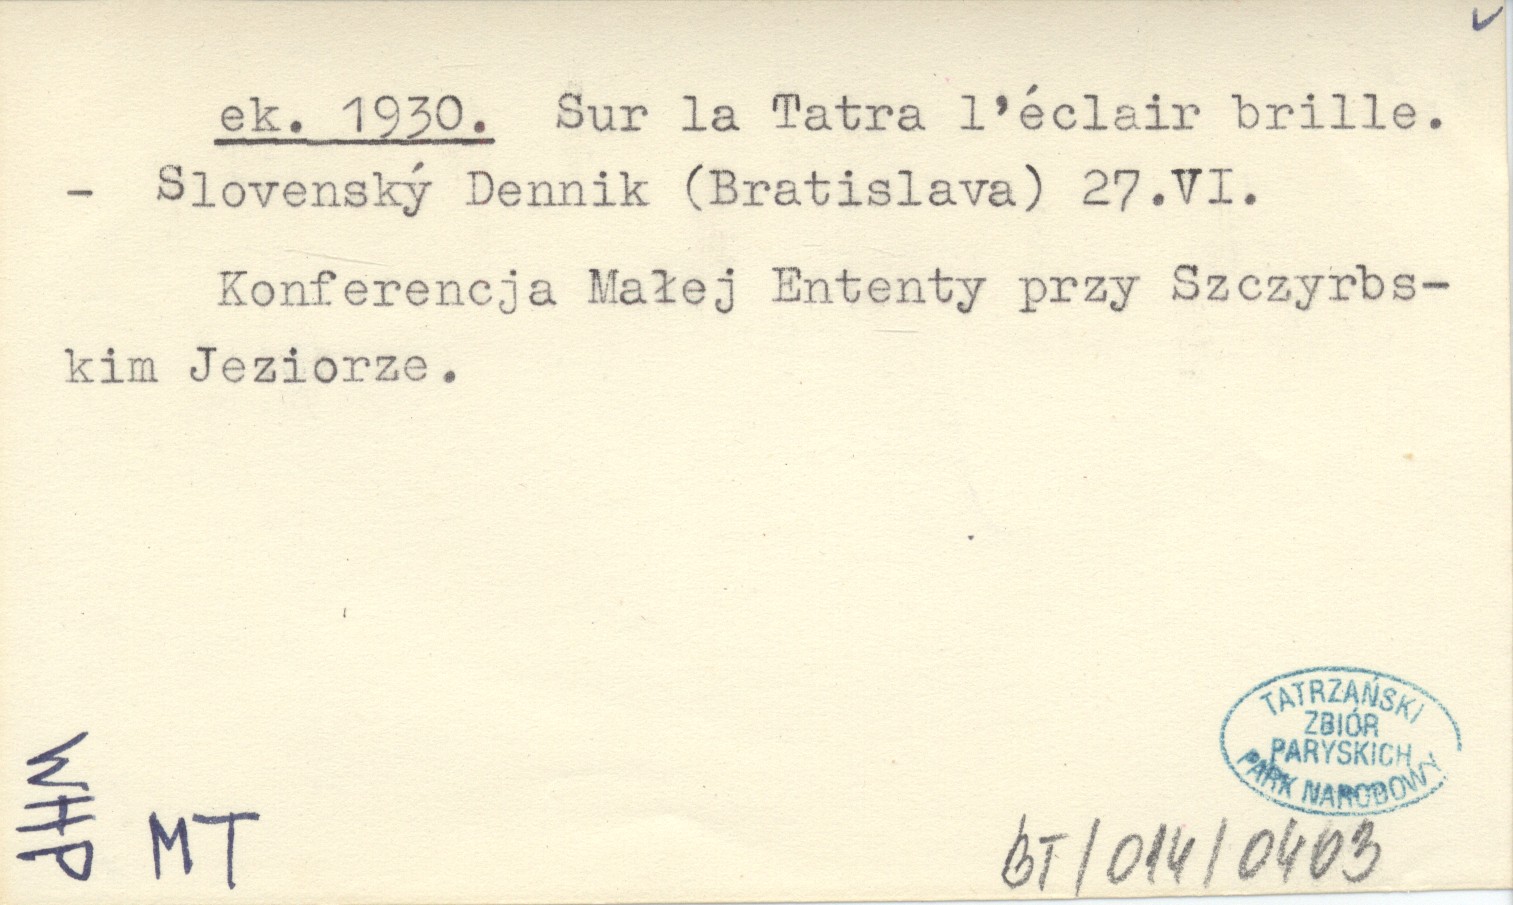 ek. 1930. Sur la Tatra l'éclair brille.
- Slovenský Dennik (Bratislava) 27.VI.
Konferencja Małej Ententy przy Szczyrbs-
kim Jeziorze.
TATRZAŃSKI
ZBIÓR
PARYSKICH
PARK NARODOWY
WHP
MT
BT/014/0403